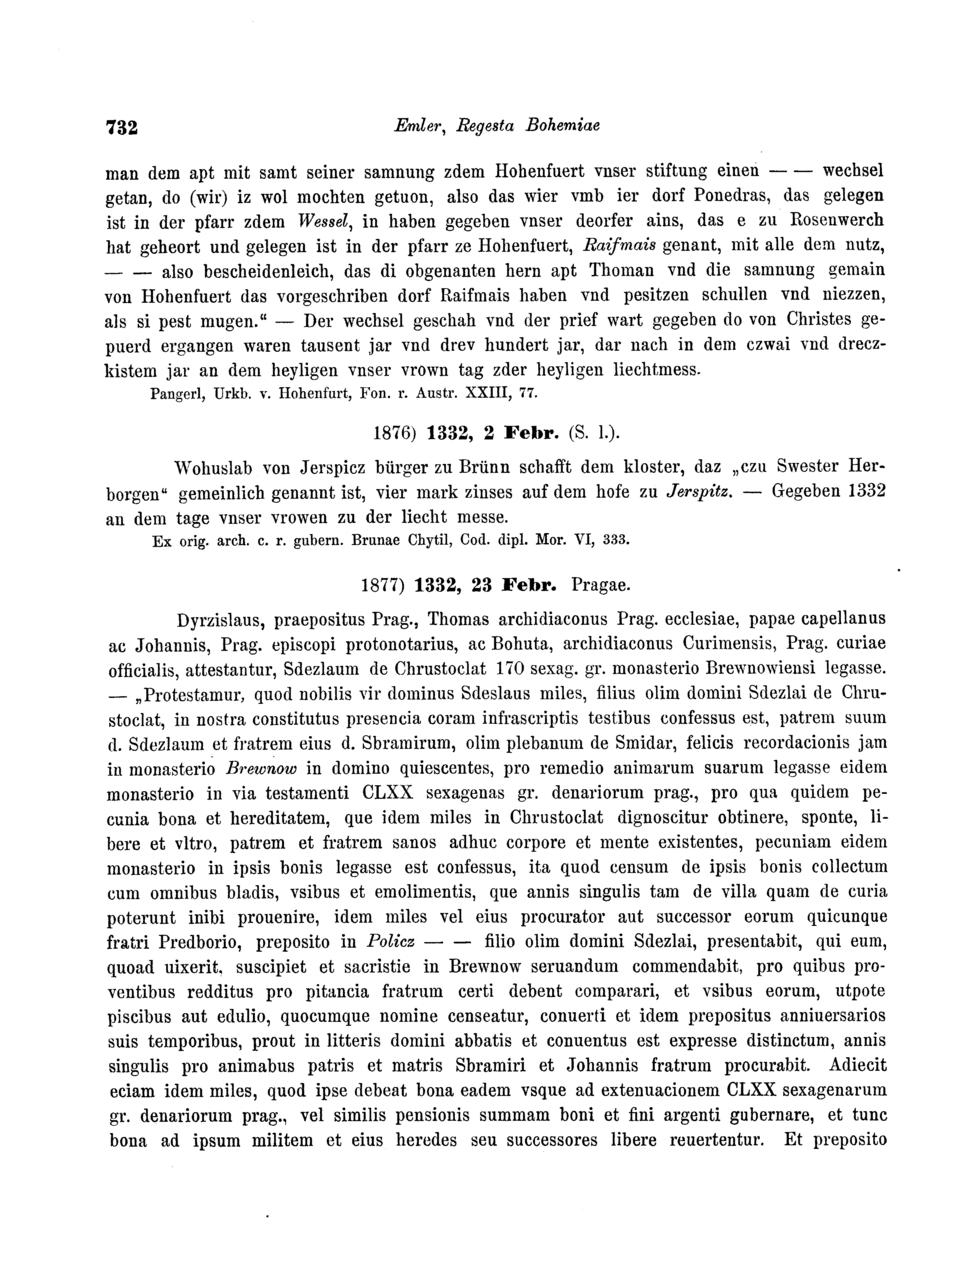 732 Emler, Regesta Bohemiae
man dem apt mit samt seiner samnung zdem Hohenfuert vnser stiftung einen — — wechsel
getan, do (wir) iz wol mochten getuon, also das wier vmb ier dorf Ponedras, das gelegen
ist in der pfarr zdem Wessel, in haben gegeben vnser deorfer ains, das e zu Rosenwerch
hat geheort und gelegen ist in der pfarr ze Hohenfuert, Raifmais genant, mit alle dem nutz,
— — also bescheidenleich, das di obgenanten hern apt Thoman vnd die samnung gemain
von Hohenfuert das vorgeschriben dorf Raifmais haben vnd pesitzen schullen vnd niezzen,
als si pest mugen.“ — Der wechsel geschah vnd der prief wart gegeben do von Christes ge-
puerd ergangen waren tausent jar vnd drev hundert jar, dar nach in dem czwai vnd drecz-
kistem jar an dem heyligen vnser vrown tag zder heyligen liechtmess.
Pangerl, Urkb. v. Hohenfurt, Fon. r. Austr. XXIII, 77.
1876) 1332, 2 Febr. (S. l.).
Wohuslab von Jerspicz bürger zu Brünn schafft dem kloster, daz „czu Swester Her-
borgen“ gemeinlich genannt ist, vier mark zinses auf dem hofe zu Jerspitz. — Gegeben 1332
an dem tage vnser vrowen zu der liecht messe.
Ex orig. arch. c. r. gubern. Brunae Chytil, Cod. dipl. Mor. VI, 333.
1877) 1332, 23 Febr. Pragae.
Dyrzislaus, praepositus Prag., Thomas archidiaconus Prag. ecclesiae, papae capellanus
ac Johannis, Prag. episcopi protonotarius, ac Bohuta, archidiaconus Curimensis, Prag. curiae
officialis, attestantur, Sdezlaum de Chrustoclat 170 sexag. gr. monasterio Brewnowiensi legasse.
— „Protestamur, quod nobilis vir dominus Sdeslaus miles, filius olim domini Sdezlai de Chru-
stoclat, in nostra constitutus presencia coram infrascriptis testibus confessus est, patrem suum
d. Sdezlaum et fratrem eius d. Sbramirum, olim plebanum de Smidar, felicis recordacionis jam
in monasterio Brewnow in domino quiescentes, pro remedio animarum suarum legasse eidem
monasterio in via testamenti CLXX sexagenas gr. denariorum prag., pro qua quidem pe-
cunia bona et hereditatem, que idem miles in Chrustoclat dignoscitur obtinere, sponte, li-
bere et vltro, patrem et fratrem sanos adhuc corpore et mente existentes, pecuniam eidem
monasterio in ipsis bonis legasse est confessus, ita quod censum de ipsis bonis collectum
cum omnibus bladis, vsibus et emolimentis, que annis singulis tam de villa quam de curia
poterunt inibi prouenire, idem miles vel eius procurator aut successor eorum quicunque
fratri Predborio, preposito in Policz — — filio olim domini Sdezlai, presentabit, qui eum,
quoad uixerit, suscipiet et sacristie in Brewnow seruandum commendabit, pro quibus pro-
ventibus redditus pro pitancia fratrum certi debent comparari, et vsibus eorum, utpote
piscibus aut edulio, quocumque nomine censeatur, conuerti et idem prepositus anniuersarios
suis temporibus, prout in litteris domini abbatis et conuentus est expresse distinctum, annis
singulis pro animabus patris et matris Sbramiri et Johannis fratrum procurabit. Adiecit
eciam idem miles, quod ipse debeat bona eadem vsque ad extenuacionem CLXX sexagenarum
gr. denariorum prag., vel similis pensionis summam boni et fini argenti gubernare, et tunc
bona ad ipsum militem et eius heredes seu successores libere reuertentur. Et preposito